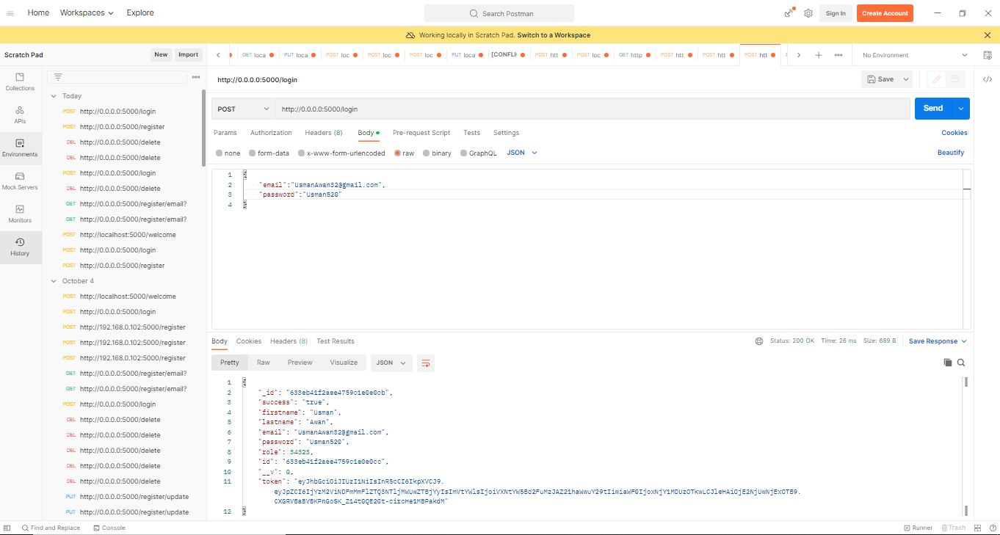 Home Workspaces Explore Search Postman Sign In Create Account
Working locally in Scratch Pad. Switch to a Workspace
Scratch Pad New Import GET loca PUT loca POST loc POST loc POST loc PUT loca [CONFLI POST htt POST loc GET http POST htt POST htt POST htt No Environment
http://0.0.0.0:5000/login Save
Collections
APIs
Environments
Mock Servers
Monitors
History
Today
POST http://0.0.0.0:5000/login
POST http://0.0.0.0:5000/register
DEL http://0.0.0.0:5000/delete
DEL http://0.0.0.0:5000/delete
POST http://0.0.0.0:5000/login
DEL http://0.0.0.0:5000/delete
GET http://0.0.0.0:5000/register/email?
GET http://0.0.0.0:5000/register/email?
POST http://localhost:5000/welcome
POST http://0.0.0.0:5000/login
POST http://0.0.0.0:5000/register
October 4
POST http://localhost:5000/welcome
POST http://0.0.0.0:5000/login
POST http://192.168.0.102:5000/register
POST http://192.168.0.102:5000/register
POST http://192.168.0.102:5000/register
GET http://0.0.0.0:5000/register/email?
GET http://0.0.0.0:5000/register/email?
POST http://0.0.0.0:5000/login
DEL http://0.0.0.0:5000/delete
DEL http://0.0.0.0:5000/delete
DEL http://0.0.0.0:5000/delete
DEL http://0.0.0.0:5000/delete
DEL http://0.0.0.0:5000/delete
PUT http://0.0.0.0:5000/register/update
PUT http://0.0.0.0:5000/register/update
POST http://0.0.0.0:5000/login Send
Params Authorization Headers (8) Body Pre-request Script Tests Settings Cookies
none form-data x-www-form-urlencoded raw binary GraphQL JSON Beautify
1 {
2 "email":"UsmanAwan32@gmail.com",
3 "password":"Usman520"
4 }
Body Cookies Headers (8) Test Results Status: 200 OK Time: 26 ms Size: 689 B Save Response
Pretty Raw Preview Visualize JSON
1 {
2 "_id": "633eb41f2aee4759c1e0e0cb",
3 "success": "true",
4 "firstname": "Usman",
5 "lastname": "Awan",
6 "email": "UsmanAwan32@gmail.com",
7 "password": "Usman520",
8 "role": 34323,
9 "id": "633eb41f2aee4759c1e0e0cc",
10 "__v": 0,
11 "token": "eyJhbGciOiJIUzI1NiIsInR5cCI6IkpXVCJ9.
12 }
Find and Replace Console Runner Trash